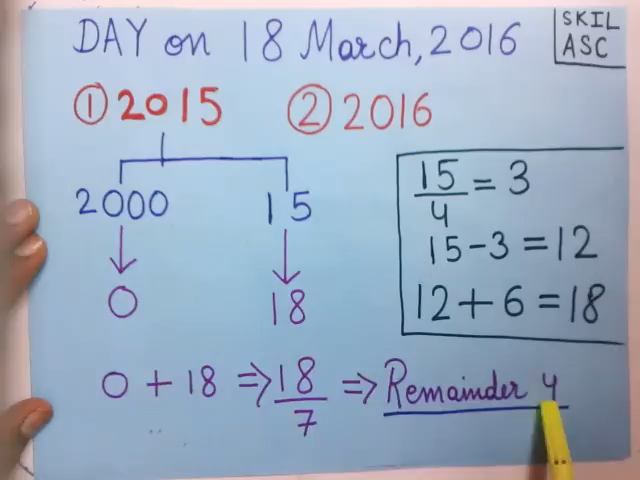 DAY on 18 March, 2016
SKIL
ASC
① 2015
② 2016
2000
15
0
18
15/4 = 3
15-3 = 12
12+6 = 18
0 + 18 ⇒ 18/7 ⇒ Remainder 4